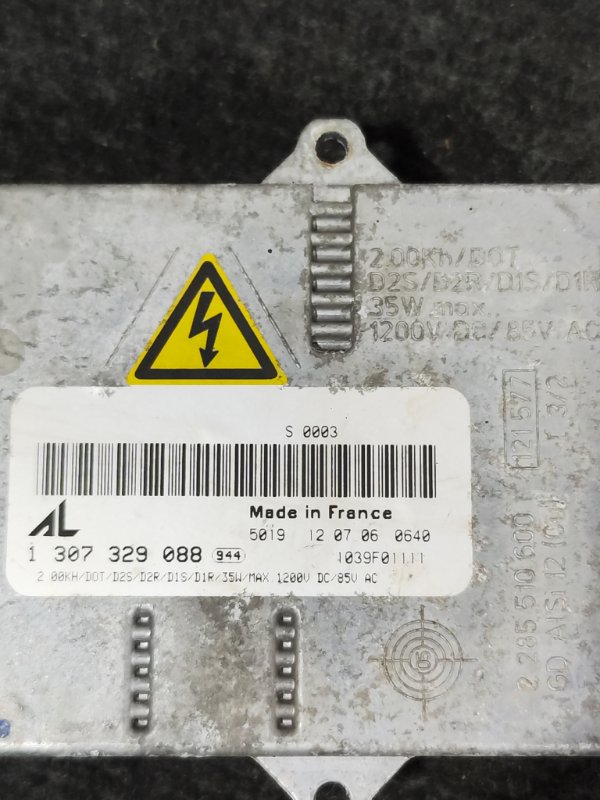 2.00Kh/DOT
D2S/D2R/D1S/D1R
35W max.
1200V DC/85V AC
S 0003
Made in France
AL
5019 12 07 06 0640
1 307 329 088 944
1039F01111
2 00KH/DOT/D2S/D2R/D1S/D1R/35W/MAX 1200V DC/85V AC
121577
3/2
2 285 510 600
GD AlSi 12